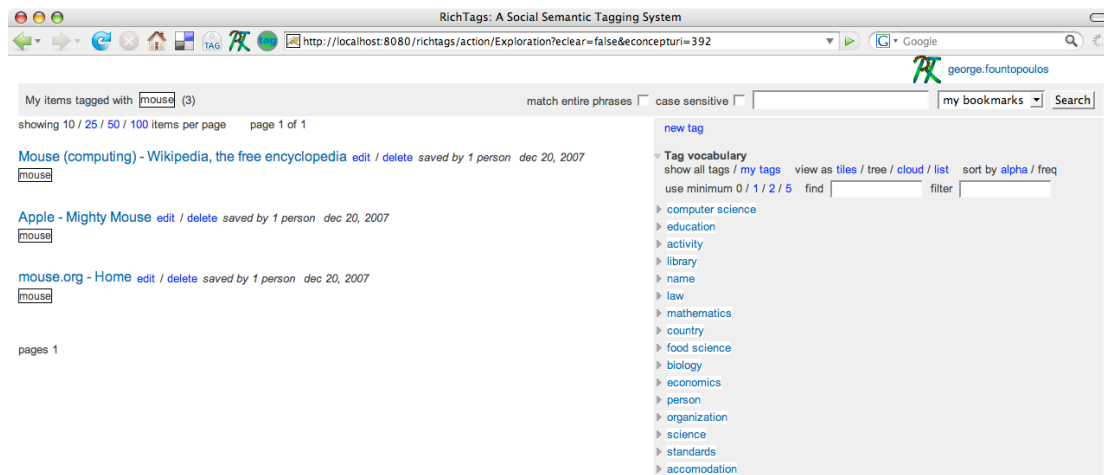 RichTags: A Social Semantic Tagging System
TAG tag http://localhost:8080/richtags/action/Exploration?eclear=false&econcepturi=392 G Google
george.fountopoulos
My items tagged with mouse (3) match entire phrases case sensitive my bookmarks Search
showing 10 / 25 / 50 / 100 items per page page 1 of 1
Mouse (computing) - Wikipedia, the free encyclopedia edit / delete saved by 1 person dec 20, 2007
mouse
Apple - Mighty Mouse edit / delete saved by 1 person dec 20, 2007
mouse
mouse.org - Home edit / delete saved by 1 person dec 20, 2007
mouse
pages 1
new tag
Tag vocabulary
show all tags / my tags view as tiles / tree / cloud / list sort by alpha / freq
use minimum 0 / 1 / 2 / 5 find filter
computer science
education
activity
library
name
law
mathematics
country
food science
biology
economics
person
organization
science
standards
accomodation